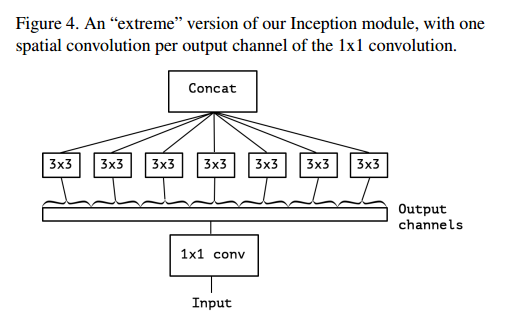 Figure 4. An “extreme” version of our Inception module, with one
spatial convolution per output channel of the 1x1 convolution.
Concat
3x3 3x3 3x3 3x3 3x3 3x3 3x3
Output
channels
1x1 conv
Input